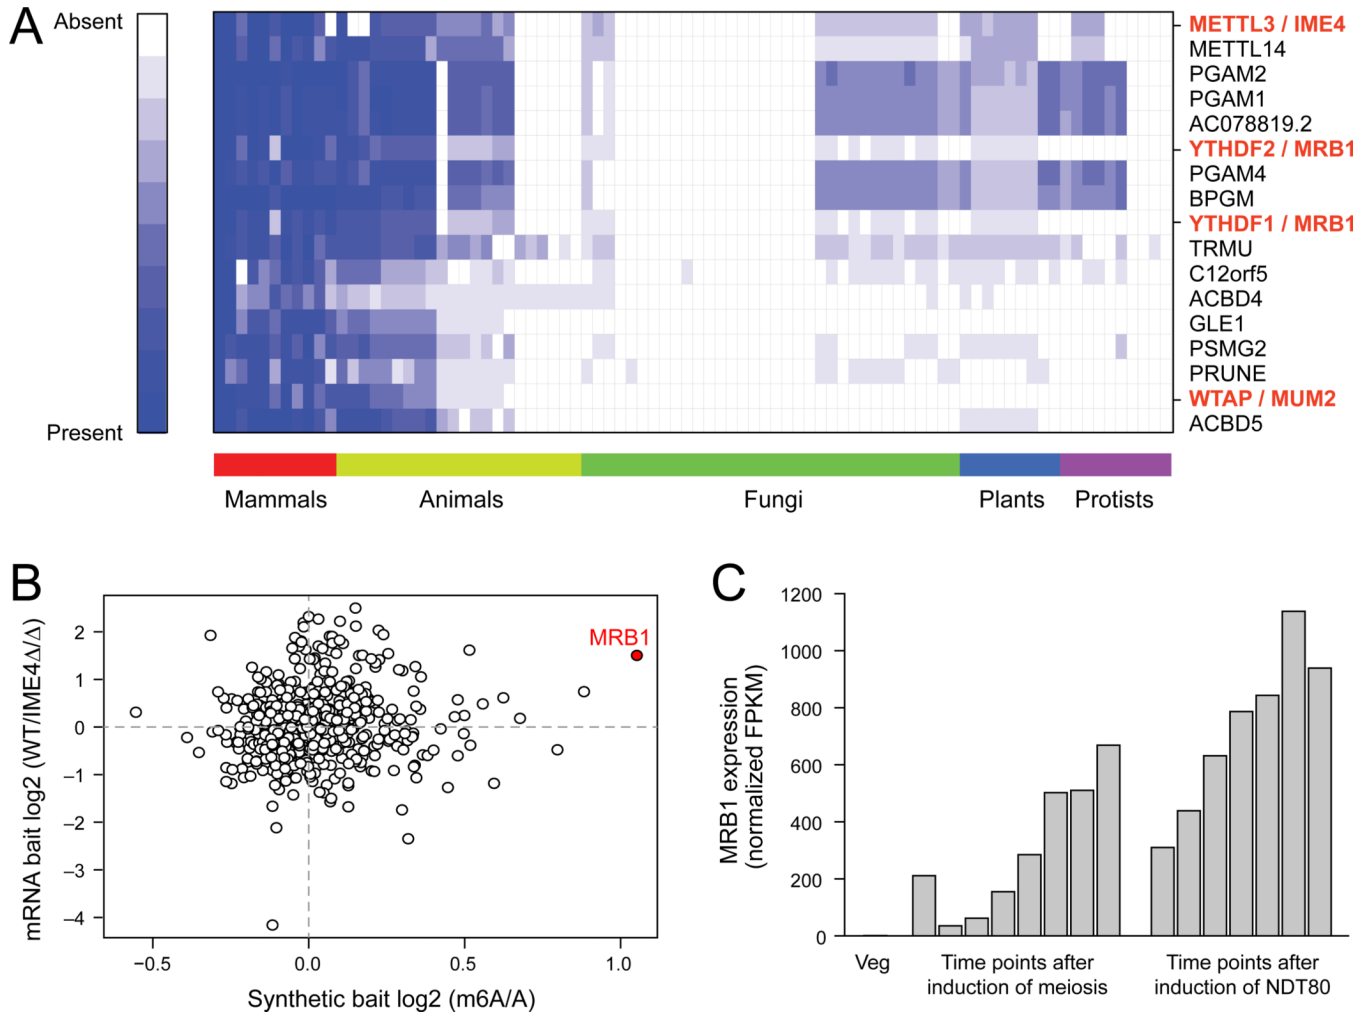 A
Absent
Present
METTL3 / IME4
METTL14
PGAM2
PGAM1
AC078819.2
YTHDF2 / MRB1
PGAM4
BPGM
YTHDF1 / MRB1
TRMU
C12orf5
ACBD4
GLE1
PSMG2
PRUNE
WTAP / MUM2
ACBD5
Mammals
Animals
Fungi
Plants
Protists
B
mRNA bait log2 (WT/IME4Δ/Δ)
2
1
0
−1
−2
−3
−4
MRB1
−0.5
0.0
0.5
1.0
Synthetic bait log2 (m6A/A)
C
MRB1 expression
(normalized FPKM)
1200
1000
800
600
400
200
0
Veg
Time points after
induction of meiosis
Time points after
induction of NDT80